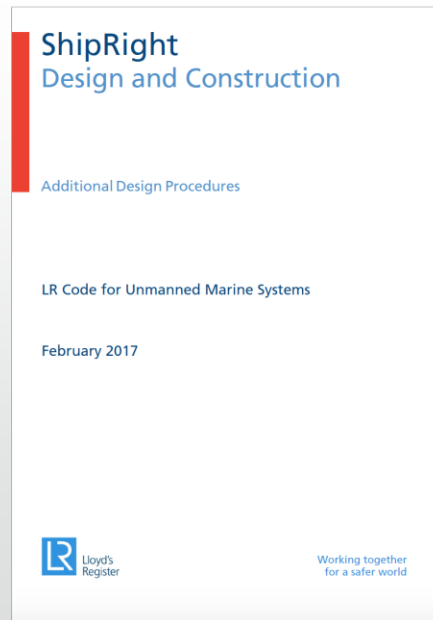 ShipRight
Design and Construction
Additional Design Procedures
LR Code for Unmanned Marine Systems
February 2017
LR
Lloyd's
Register
Working together
for a safer world